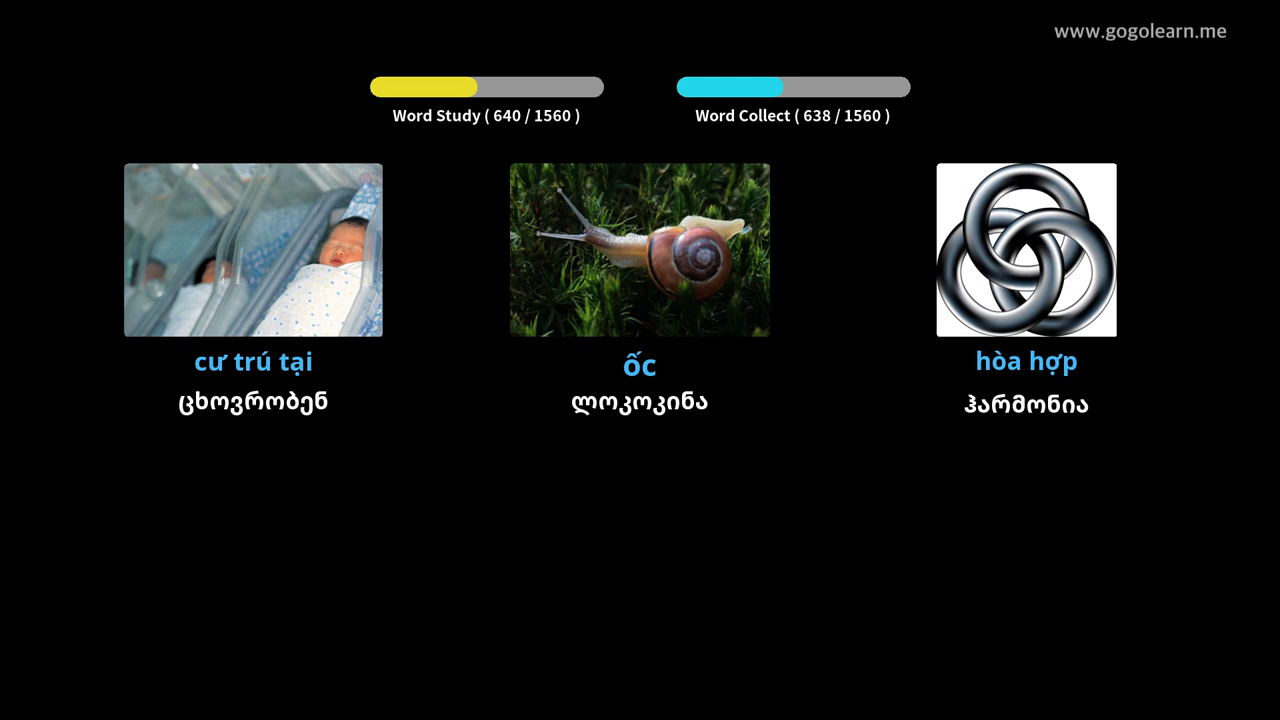 www.gogolearn.me
Word Study ( 640 / 1560 )
Word Collect ( 638 / 1560 )
cư trú tại
ốc
hòa hợp
ცხოვრობენ
ლოკოკინა
ჰარმონია